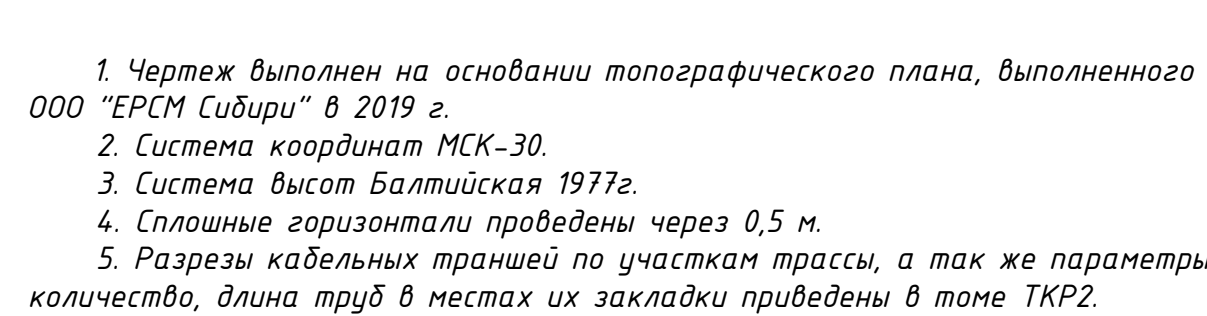 1. Чертеж выполнен на основании топографического плана, выполненного
ООО "ЕРСМ Сибири" в 2019 г.
2. Система координат МСК-30.
3. Система высот Балтийская 1977г.
4. Сплошные горизонтали проведены через 0,5 м.
5. Разрезы кабельных траншей по участкам трассы, а так же параметры
количество, длина труб в местах их закладки приведены в томе ТКР2.